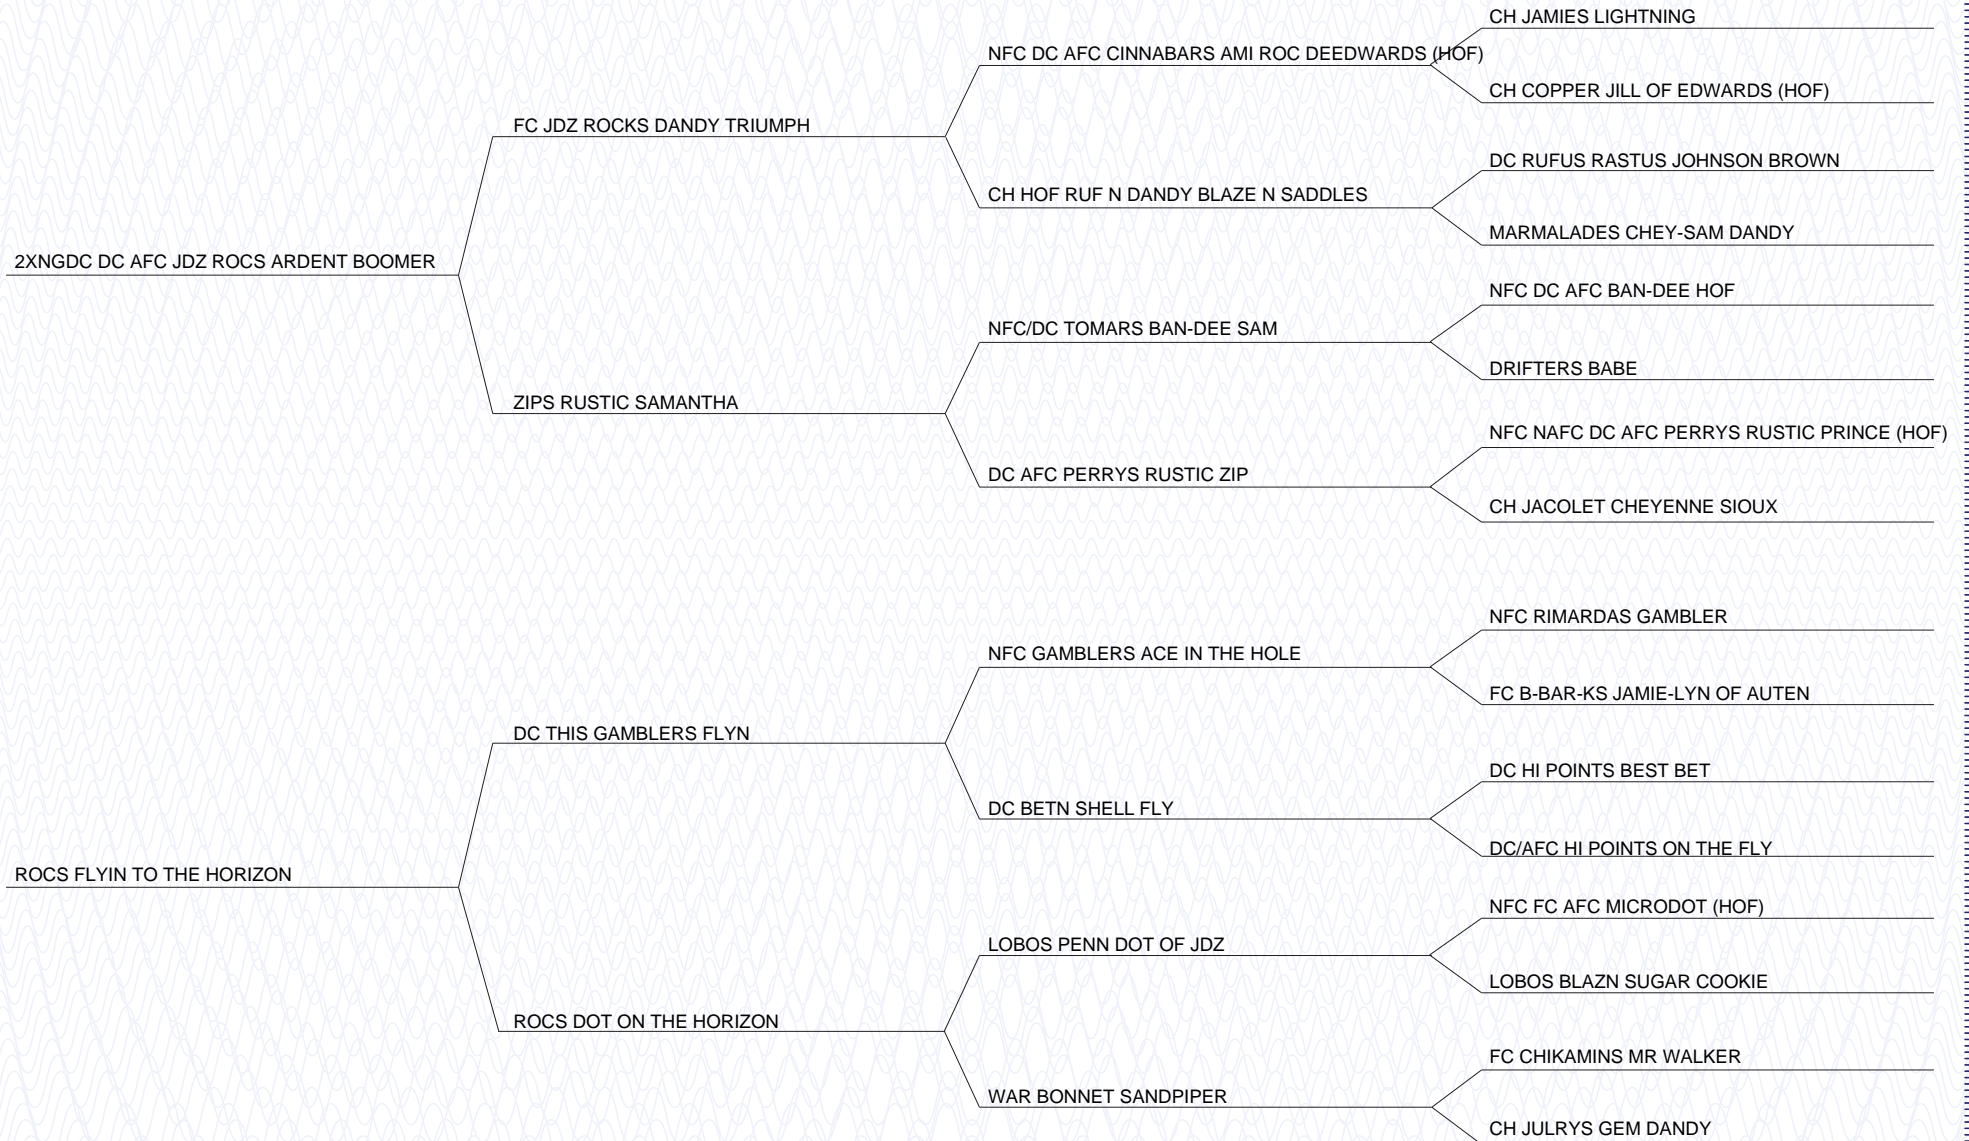 CH JAMIES LIGHTNING
NFC DC AFC CINNABARS AMI ROC DEEDWARDS (HOF)
CH COPPER JILL OF EDWARDS (HOF)
FC JDZ ROCKS DANDY TRIUMPH
DC RUFUS RASTUS JOHNSON BROWN
CH HOF RUF N DANDY BLAZE N SADDLES
MARMALADES CHEY-SAM DANDY
2XNGDC DC AFC JDZ ROCS ARDENT BOOMER
NFC DC AFC BAN-DEE HOF
NFC/DC TOMARS BAN-DEE SAM
DRIFTERS BABE
ZIPS RUSTIC SAMANTHA
NFC NAFC DC AFC PERRYS RUSTIC PRINCE (HOF)
DC AFC PERRYS RUSTIC ZIP
CH JACOLET CHEYENNE SIOUX
NFC RIMARDAS GAMBLER
NFC GAMBLERS ACE IN THE HOLE
FC B-BAR-KS JAMIE-LYN OF AUTEN
DC THIS GAMBLERS FLYN
DC HI POINTS BEST BET
DC BETN SHELL FLY
DC/AFC HI POINTS ON THE FLY
ROCS FLYIN TO THE HORIZON
NFC FC AFC MICRODOT (HOF)
LOBOS PENN DOT OF JDZ
LOBOS BLAZN SUGAR COOKIE
ROCS DOT ON THE HORIZON
FC CHIKAMINS MR WALKER
WAR BONNET SANDPIPER
CH JULRYS GEM DANDY